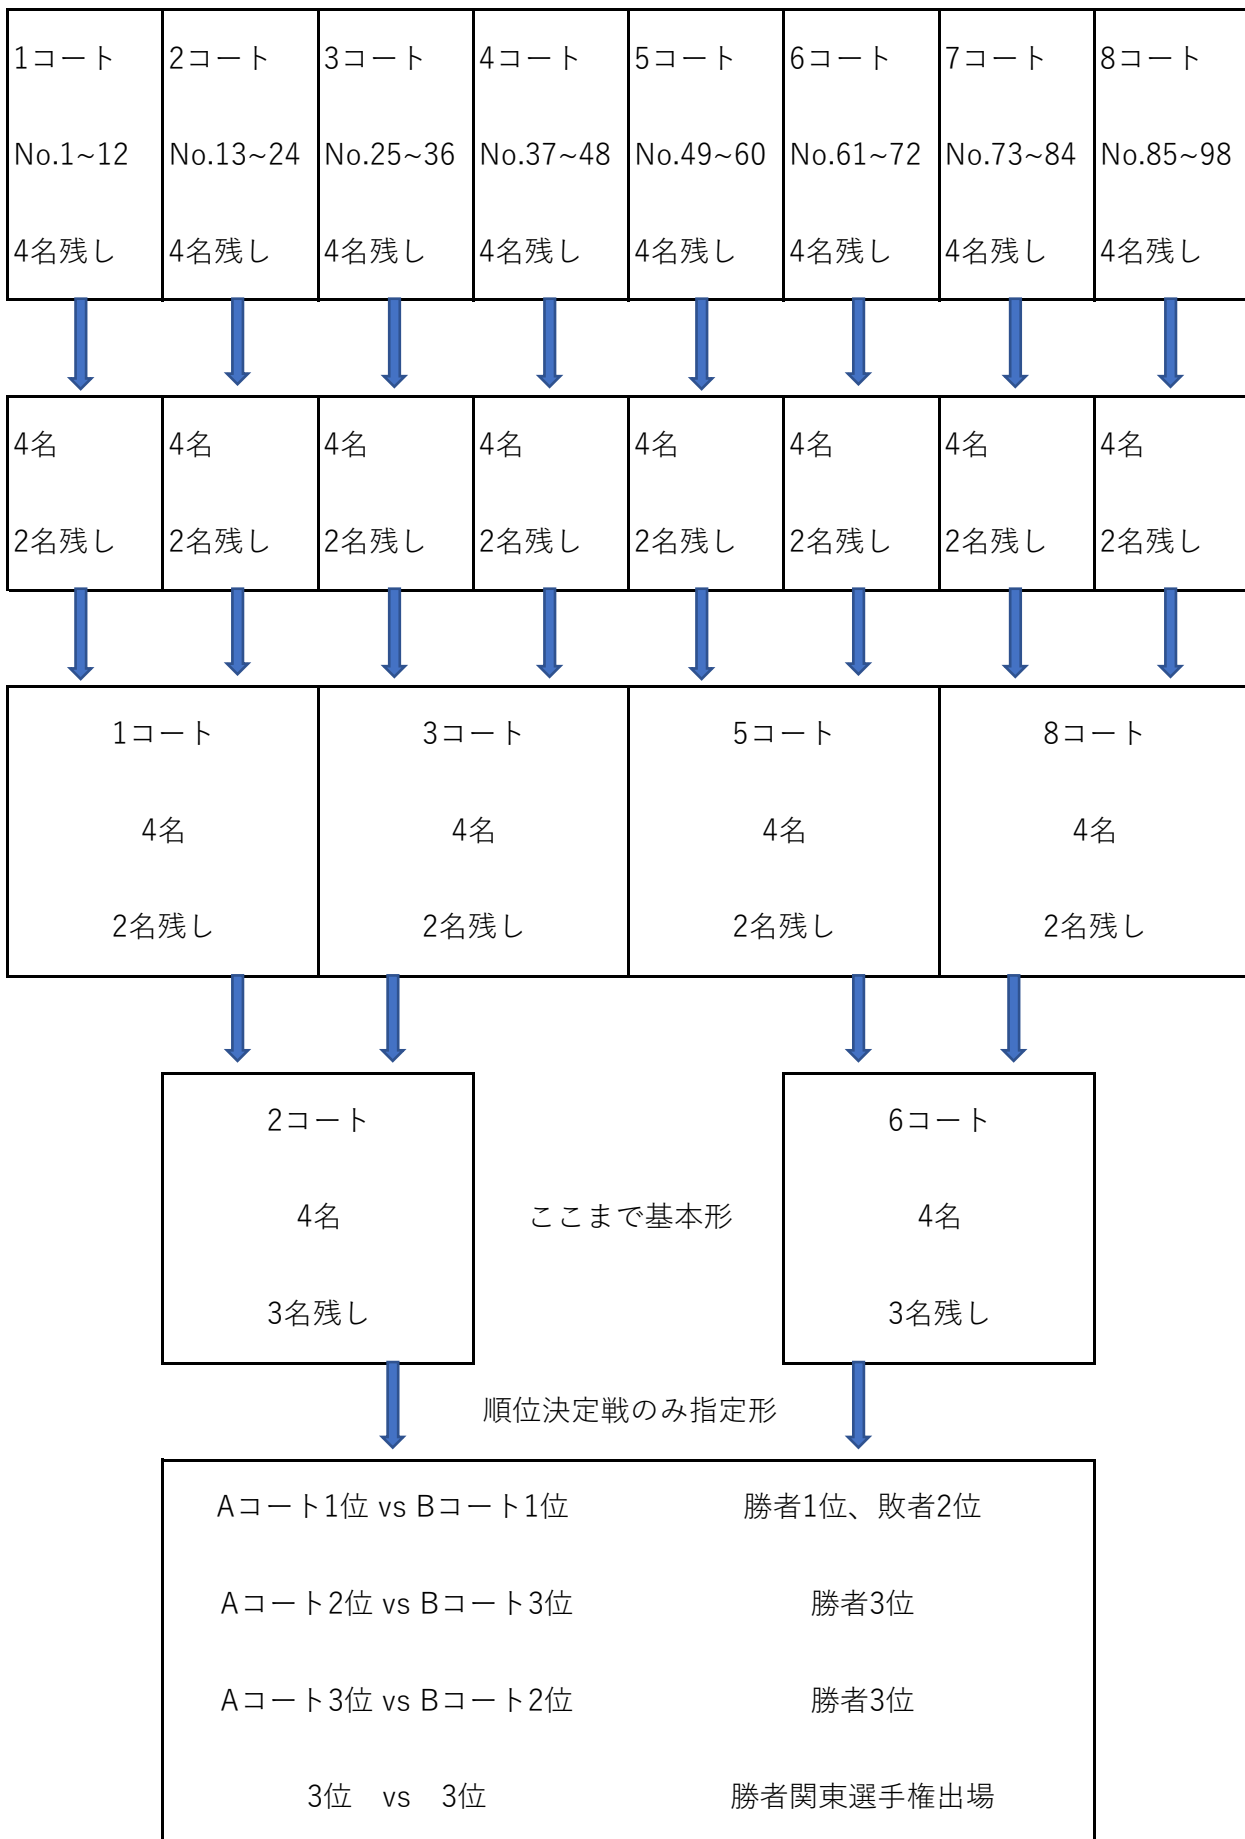 1コート 2コート 3コート 4コート 5コート 6コート 7コート 8コート
No.1~12 No.13~24 No.25~36 No.37~48 No.49~60 No.61~72 No.73~84 No.85~98
4名残し 4名残し 4名残し 4名残し 4名残し 4名残し 4名残し 4名残し
4名 4名 4名 4名 4名 4名 4名 4名
2名残し 2名残し 2名残し 2名残し 2名残し 2名残し 2名残し 2名残し
1コート 3コート 5コート 8コート
4名 4名 4名 4名
2名残し 2名残し 2名残し 2名残し
2コート 6コート
4名 ここまで基本形 4名
3名残し 3名残し
順位決定戦のみ指定形
Aコート1位 vs Bコート1位 勝者1位、敗者2位
Aコート2位 vs Bコート3位 勝者3位
Aコート3位 vs Bコート2位 勝者3位
3位 vs 3位 勝者関東選手権出場